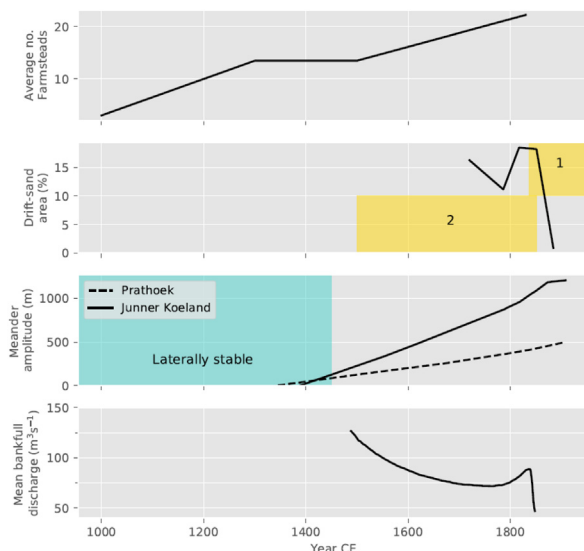 Average no.
Farmsteads
20
10
Drift-sand
area (%)
15
10
5
0
1
2
Meander
amplitude (m)
1000
500
0
Prathoek
Junner Koeland
Laterally stable
Mean bankfull
discharge (m³s⁻¹)
150
100
50
1000 1200 1400 1600 1800
Year CE